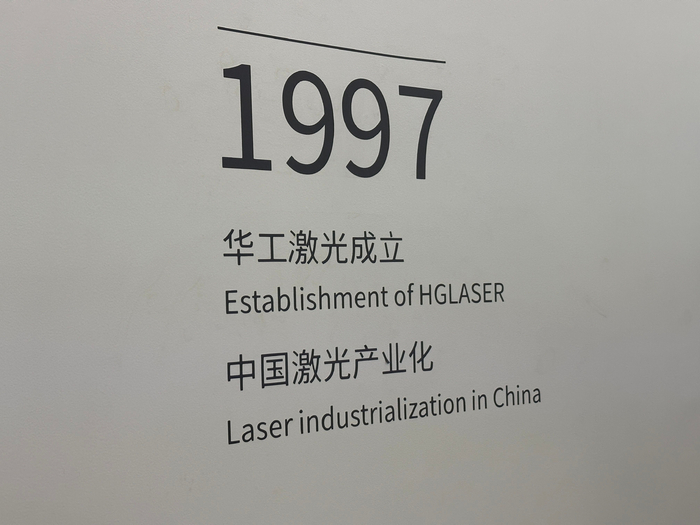 1997
华工激光成立
Establishment of HGLASER
中国激光产业化
Laser industrialization in China